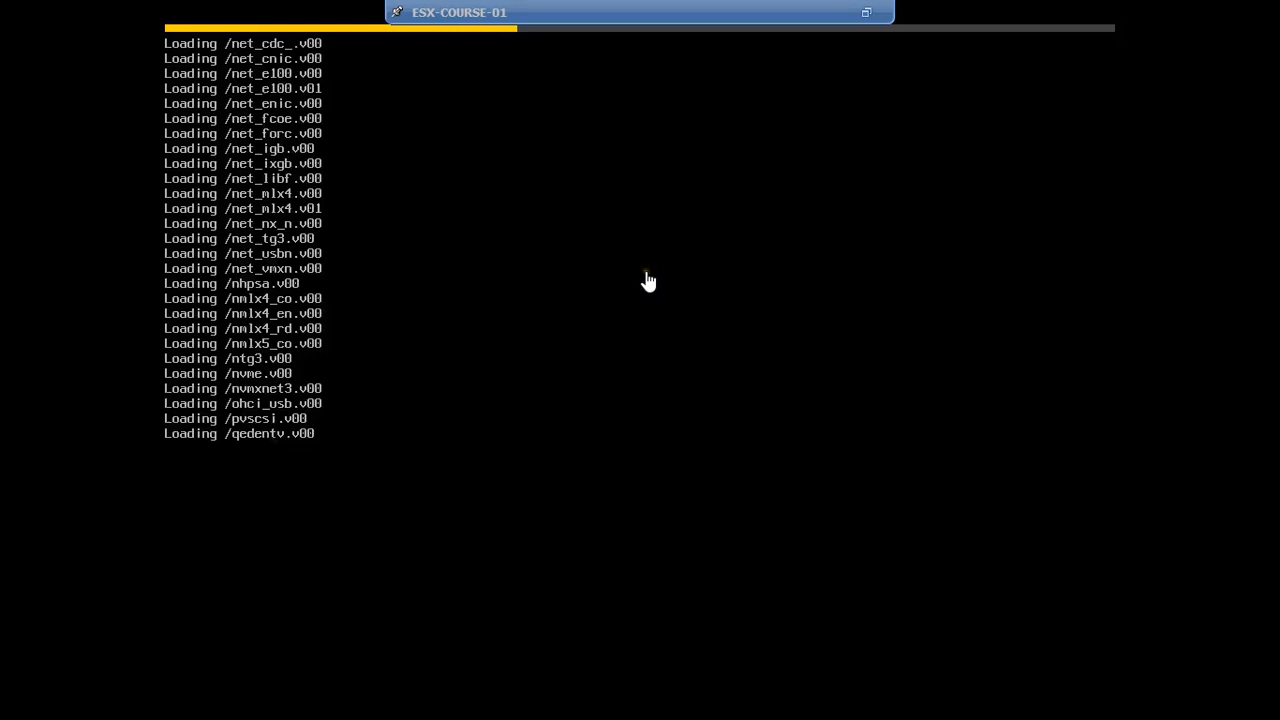 ESX-COURSE-01
Loading /net_cdc_.v00
Loading /net_cnic.v00
Loading /net_e100.v00
Loading /net_e100.v01
Loading /net_enic.v00
Loading /net_fcoe.v00
Loading /net_forc.v00
Loading /net_igb.v00
Loading /net_ixgb.v00
Loading /net_libf.v00
Loading /net_mlx4.v00
Loading /net_mlx4.v01
Loading /net_nx_n.v00
Loading /net_tg3.v00
Loading /net_usbn.v00
Loading /net_vmxn.v00
Loading /nhpsa.v00
Loading /nmlx4_co.v00
Loading /nmlx4_en.v00
Loading /nmlx4_rd.v00
Loading /nmlx5_co.v00
Loading /ntg3.v00
Loading /nvme.v00
Loading /nvmxnet3.v00
Loading /ohci_usb.v00
Loading /pvscsi.v00
Loading /qedentv.v00